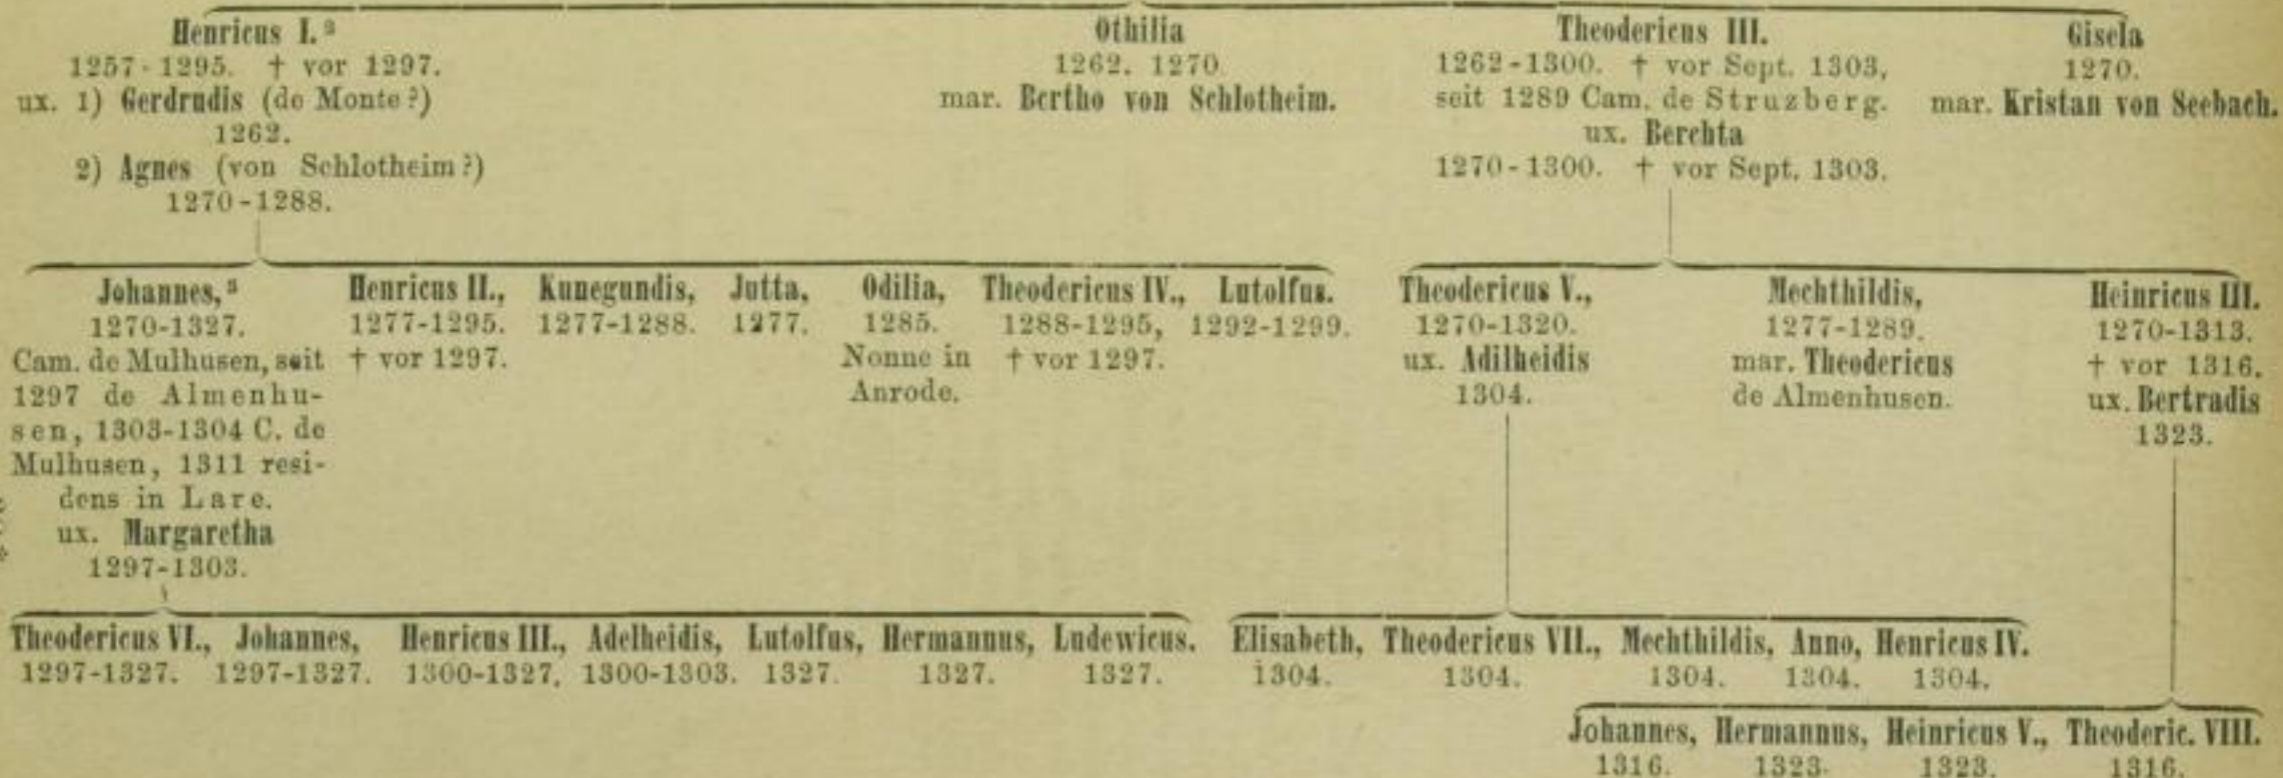 Henricus I.³
1257-1295. † vor 1297.
ux. 1) Gerdrudis (de Monte?)
1262.
2) Agnes (von Schlotheim?)
1270-1288.
Othilia
1262. 1270.
mar. Bertho von Schlotheim.
Theodericus III.
1262-1300. † vor Sept. 1303,
seit 1289 Cam. de Struzberg.
ux. Berchta
1270-1300. † vor Sept. 1303.
Gisela
1270.
mar. Kristan von Seebach.
Johannes,³
1270-1327.
Cam. de Mulhusen, seit
1297 de Almenhu-
sen, 1303-1304 C. de
Mulhusen, 1311 resi-
dens in Lare.
ux. Margaretha
1297-1303.
Henricus II.,
1277-1295.
† vor 1297.
Kunegundis,
1277-1288.
Jutta,
1277.
Odilia,
1285.
Nonne in
Anrode.
Theodericus IV.,
1288-1295,
† vor 1297.
Lutolfus.
1292-1299.
Theodericus V.,
1270-1320.
ux. Adilheidis
1304.
Mechthildis,
1277-1289.
mar. Theodericus
de Almenhusen.
Heinricus III.
1270-1313.
† vor 1316.
ux. Bertradis
1323.
Theodericus VI., Johannes, Henricus III., Adelheidis, Lutolfus, Hermannus, Ludewicus.
1297-1327. 1297-1327. 1300-1327. 1300-1303. 1327. 1327. 1327.
Elisabeth, Theodericus VII., Mechthildis, Anno, Henricus IV.
1304. 1304. 1304. 1304. 1304.
Johannes, Hermannus, Heinricus V., Theoderic. VIII.
1316. 1323. 1323. 1316.